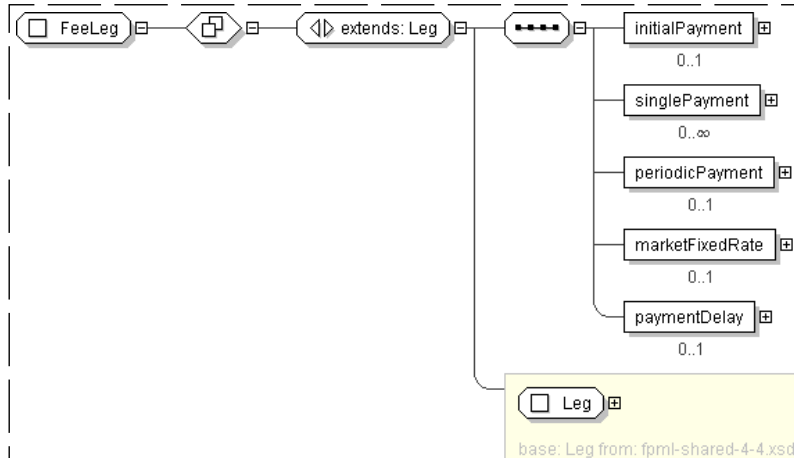 FeeLeg
extends: Leg
initialPayment
0..1
singlePayment
0..∞
periodicPayment
0..1
marketFixedRate
0..1
paymentDelay
0..1
Leg
base: Leg from: fpml-shared-4-4.xsd